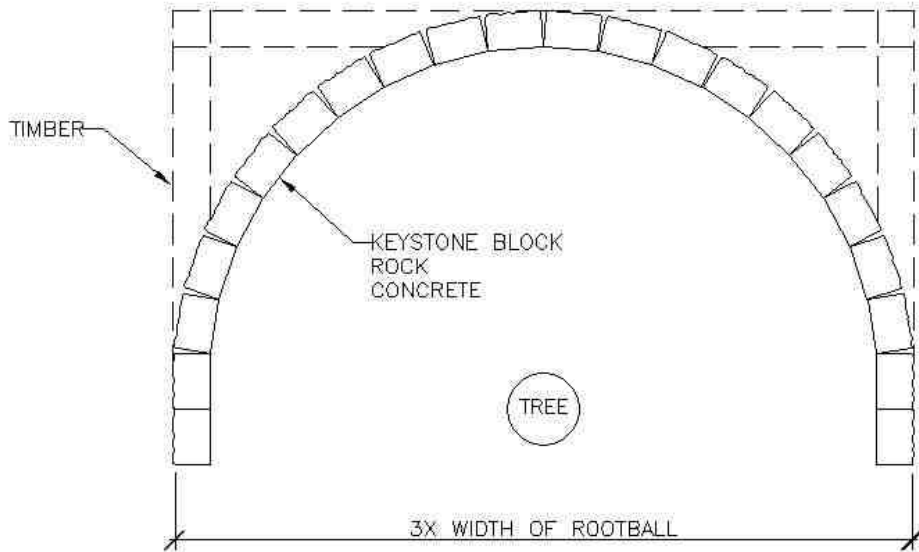 TIMBER
KEYSTONE BLOCK
ROCK
CONCRETE
TREE
3X WIDTH OF ROOTBALL